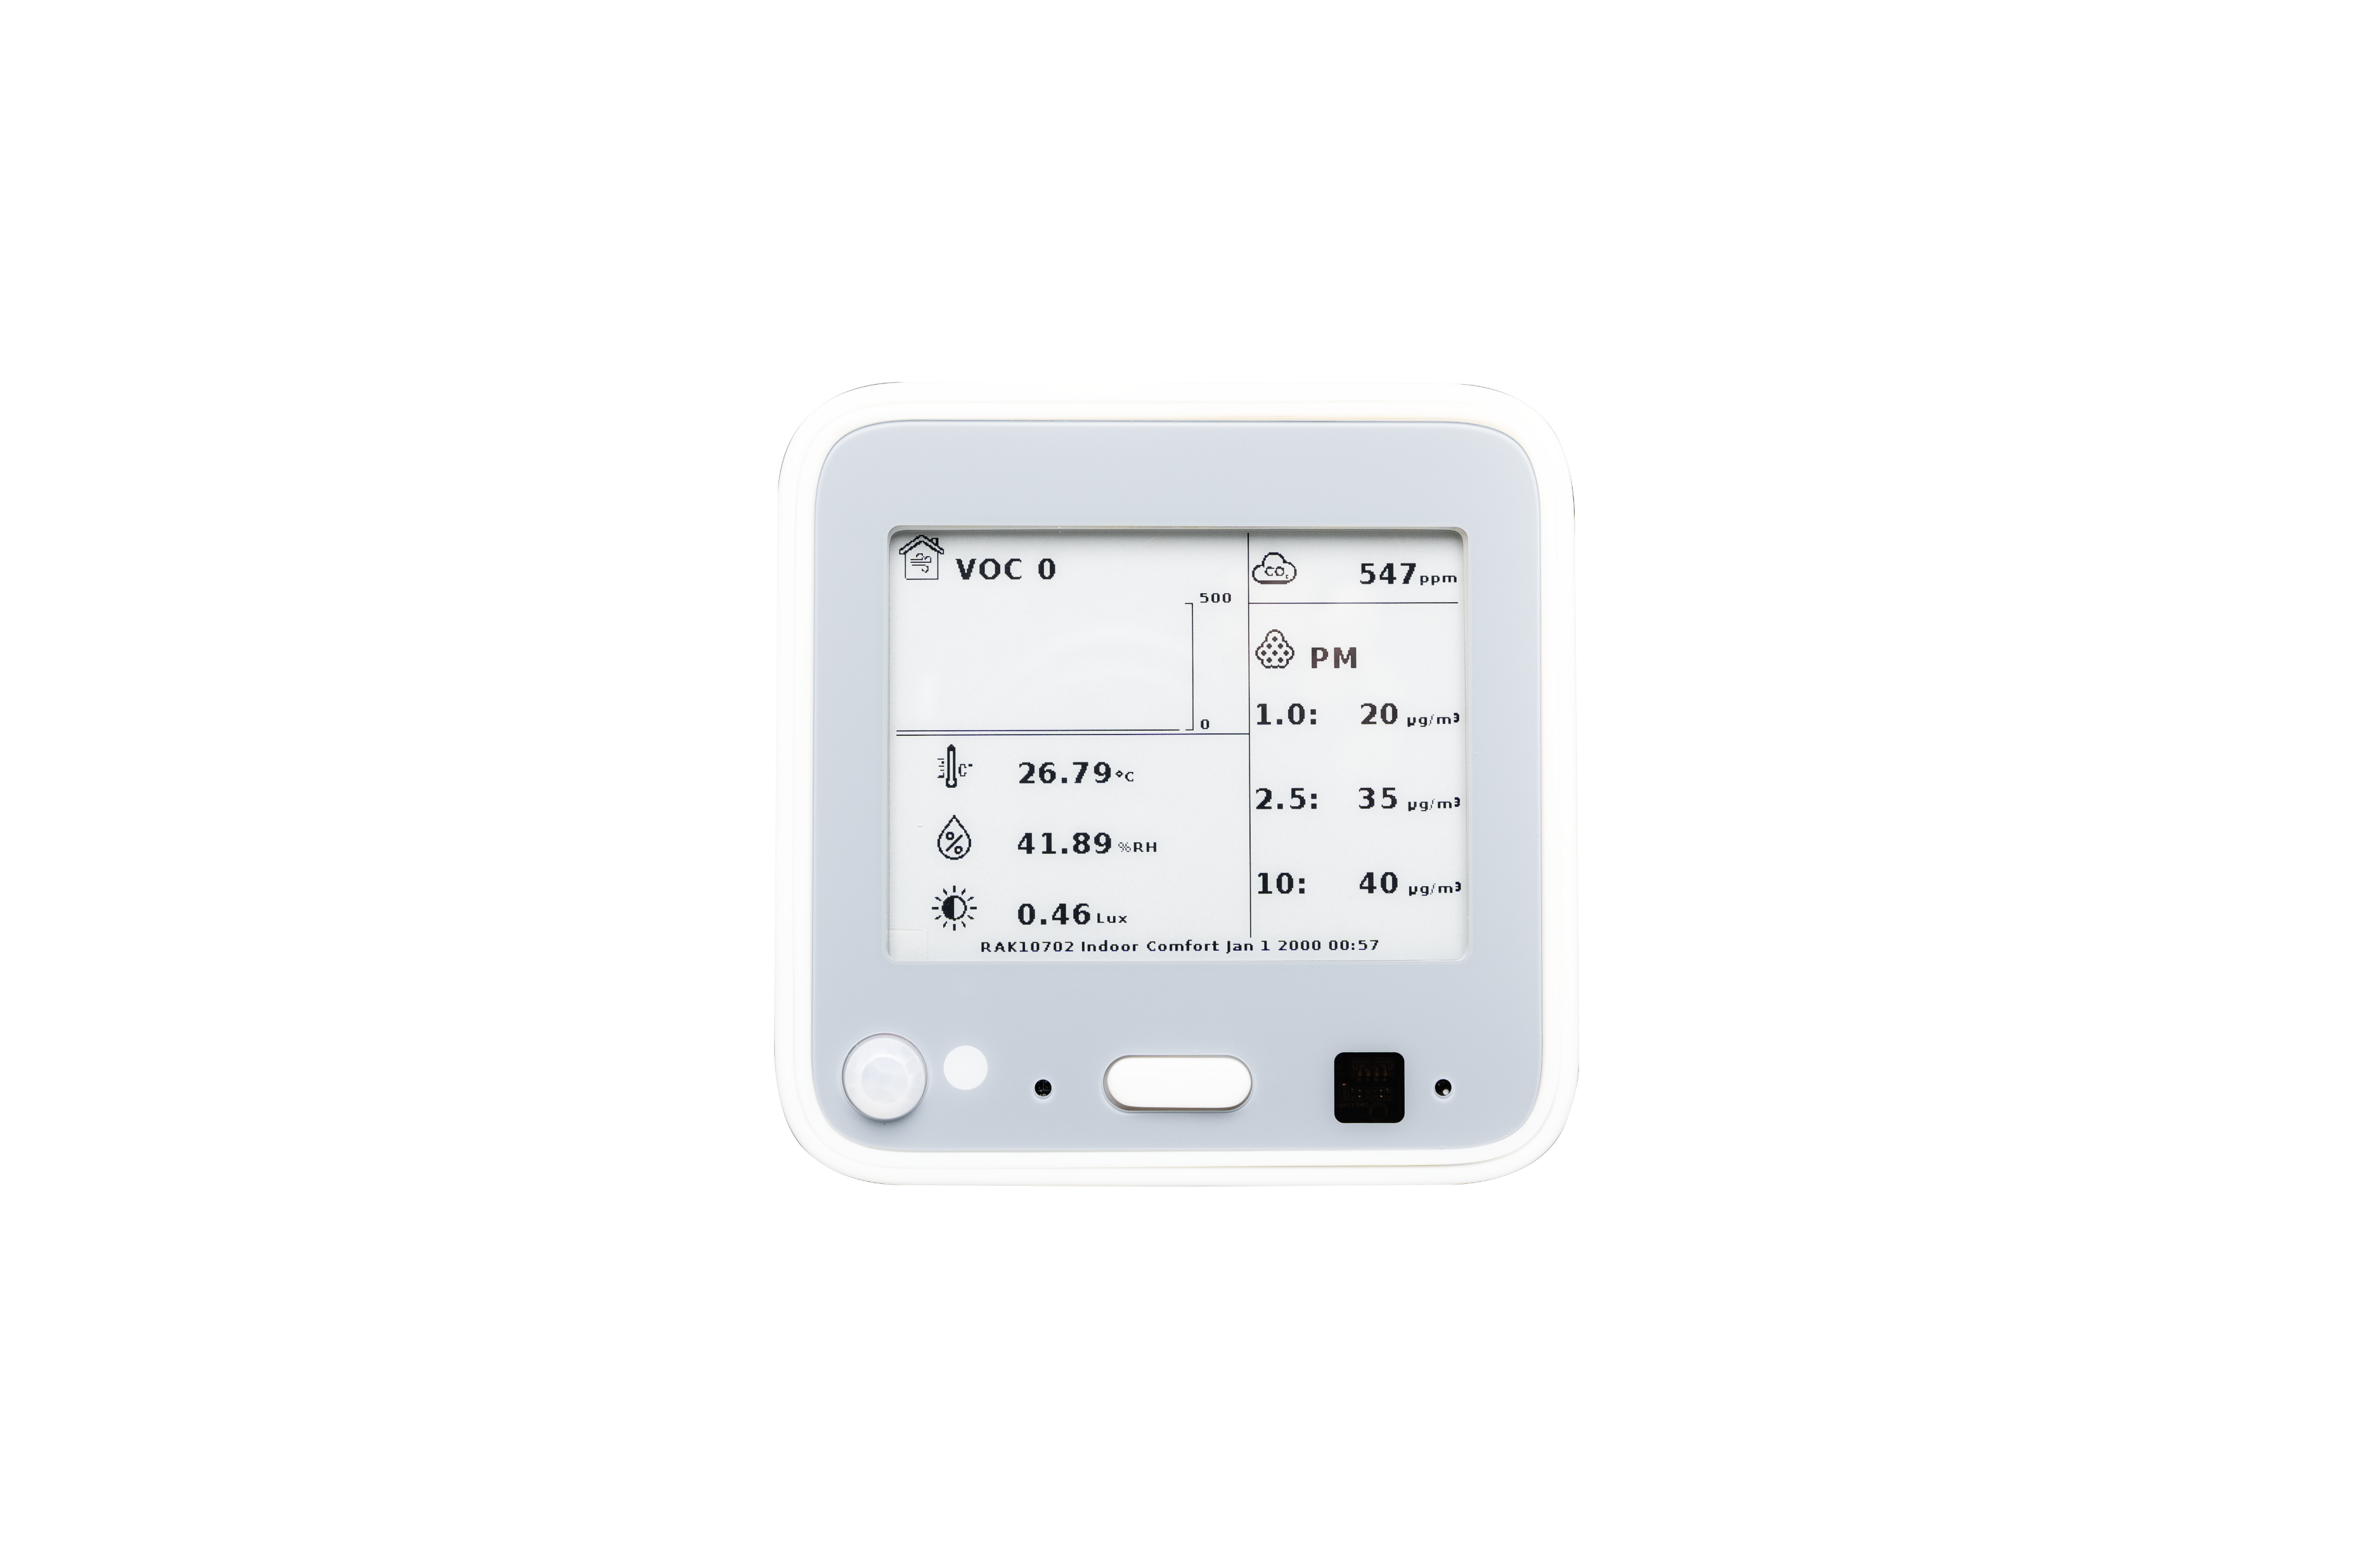 VOC 0
500
0
26.79°C
41.89 %RH
0.46 Lux
CO₂ 547ppm
PM
1.0: 20 µg/m³
2.5: 35 µg/m³
10: 40 µg/m³
RAK10702 Indoor Comfort Jan 1 2000 00:57